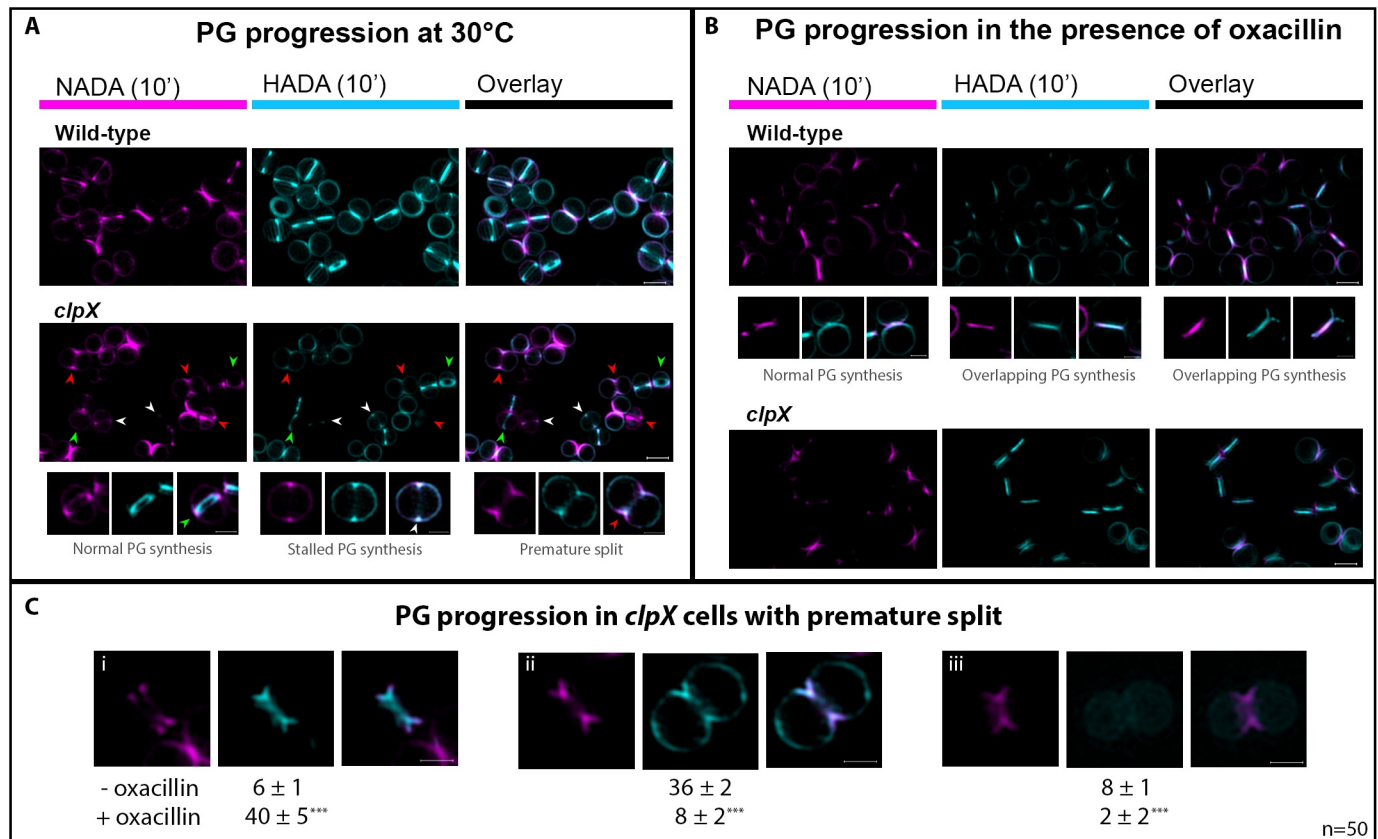 A
PG progression at 30°C
NADA (10’) HADA (10’) Overlay
Wild-type
clpX
Normal PG synthesis Stalled PG synthesis Premature split
B
PG progression in the presence of oxacillin
NADA (10’) HADA (10’) Overlay
Wild-type
Normal PG synthesis Overlapping PG synthesis Overlapping PG synthesis
clpX
C
PG progression in clpX cells with premature split
i ii iii
- oxacillin 6 ± 1 36 ± 2 8 ± 1
+ oxacillin 40 ± 5*** 8 ± 2*** 2 ± 2***
n=50